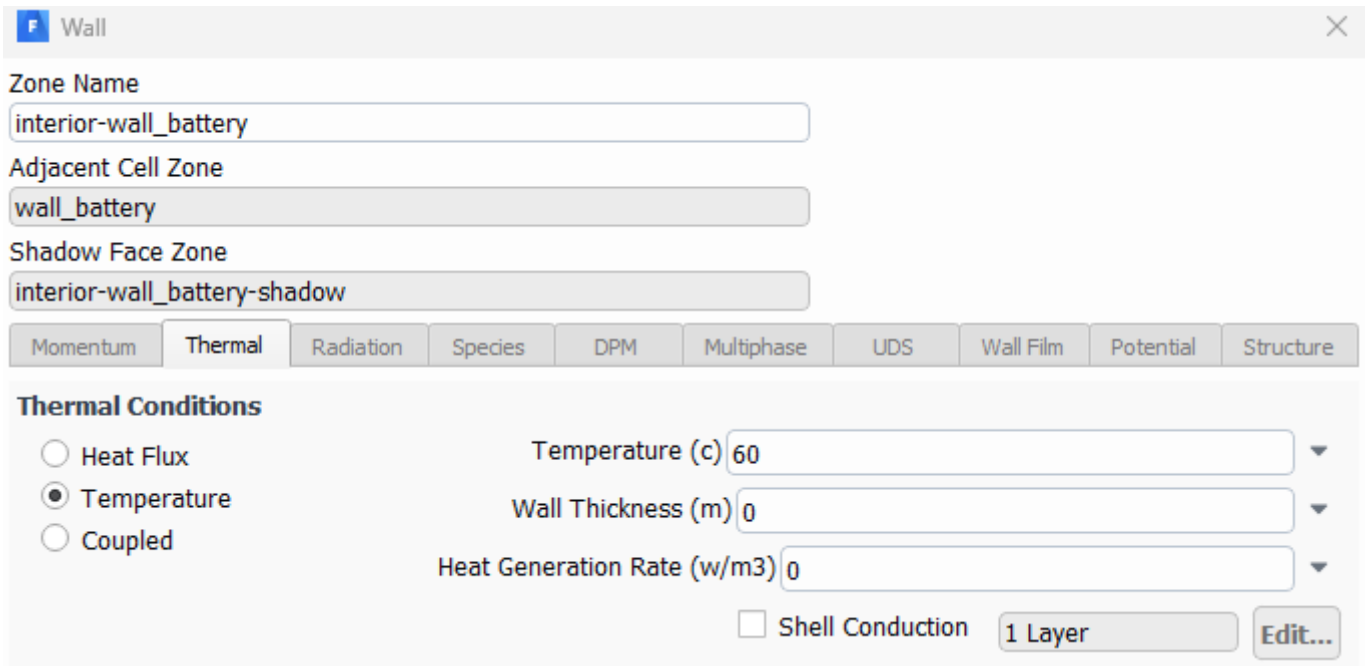 F Wall
Zone Name
interior-wall_battery
Adjacent Cell Zone
wall_battery
Shadow Face Zone
interior-wall_battery-shadow
Momentum Thermal Radiation Species DPM Multiphase UDS Wall Film Potential Structure
Thermal Conditions
Heat Flux
Temperature
Coupled
Temperature (c) 60
Wall Thickness (m) 0
Heat Generation Rate (w/m3) 0
Shell Conduction 1 Layer Edit...